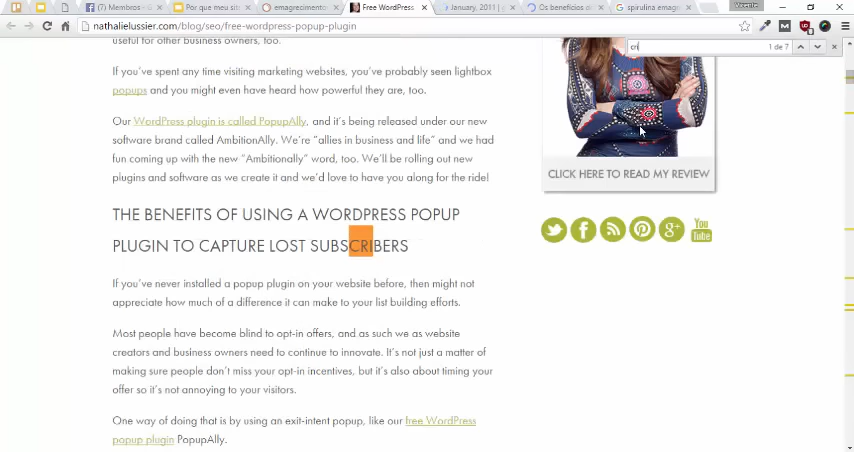 (7) Membros - G
Por que meu site
emagrecimento
Free WordPress
January, 2011 | 
Os benefícios d
spirulina emag
nathalielussier.com/blog/seo/free-wordpress-popup-plugin
cri
1 de 7
useful for other business owners, too.
If you've spent any time visiting marketing websites, you've probably seen lightbox
popups and you might even have heard how powerful they are, too.
Our WordPress plugin is called PopupAlly, and it's being released under our new
software brand called AmbitionAlly. We're "allies in business and life" and we had
fun coming up with the new "Ambitionally" word, too. We'll be rolling out new
plugins and software as we create it and we'd love to have you along for the ride!
CLICK HERE TO READ MY REVIEW
THE BENEFITS OF USING A WORDPRESS POPUP
PLUGIN TO CAPTURE LOST SUBSCRIBERS
You
Tube
If you've never installed a popup plugin on your website before, then might not
appreciate how much of a difference it can make to your list building efforts.
Most people have become blind to opt-in offers, and as such we as website
creators and business owners need to continue to innovate. It's not just a matter of
making sure people don't miss your opt-in incentives, but it's also about timing your
offer so it's not annoying to your visitors.
One way of doing that is by using an exit-intent popup, like our free WordPress
popup plugin PopupAlly.